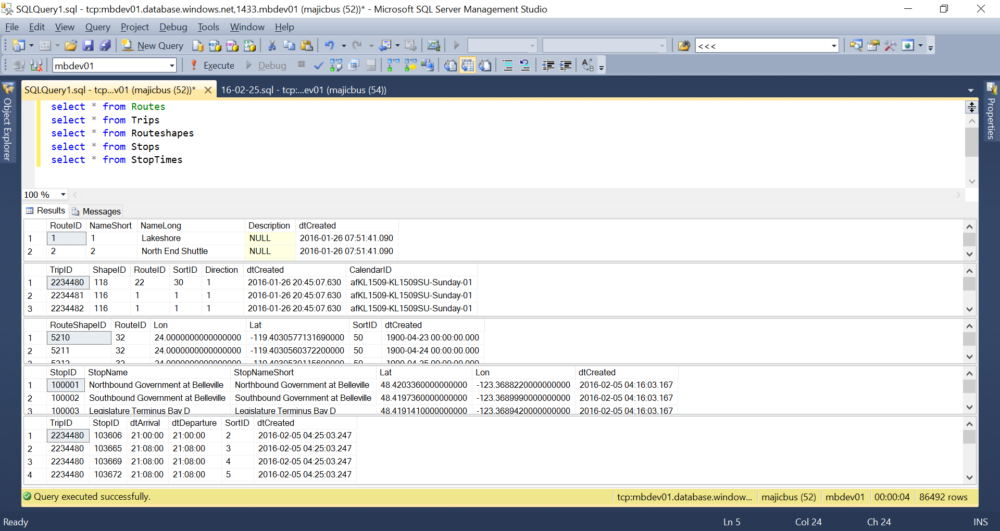 SQLQuery1.sql - tcp:mbdev01.database.windows.net,1433.mbdev01 (majicbus (52))* - Microsoft SQL Server Management Studio
File Edit View Query Project Debug Tools Window Help
New Query <<<
mbdev01 Execute Debug
SQLQuery1.sql - tcp...v01 (majicbus (52))* 16-02-25.sql - tcp:...ev01 (majicbus (54))
Object Explorer
Properties
select * from Routes
select * from Trips
select * from Routeshapes
select * from Stops
select * from StopTimes
100 %
Results Messages
RouteID NameShort NameLong Description dtCreated
1 1 1 Lakeshore NULL 2016-01-26 07:51:41.090
2 2 2 North End Shuttle NULL 2016-01-26 07:51:41.090
TripID ShapeID RouteID SortID Direction dtCreated CalendarID
1 2234480 118 22 30 1 2016-01-26 20:45:07.630 afKL1509-KL1509SU-Sunday-01
2 2234481 116 1 1 1 2016-01-26 20:45:07.630 afKL1509-KL1509SU-Sunday-01
3 2234482 116 1 1 1 2016-01-26 20:45:07.630 afKL1509-KL1509SU-Sunday-01
RouteShapeID RouteID Lon Lat SortID dtCreated
1 5210 32 24.0000000000000000 -119.4030577131690000 50 1900-04-23 00:00:00.000
2 5211 32 24.0000000000000000 -119.4030560372200000 50 1900-04-24 00:00:00.000
3 5212 32 24.0000000000000000 -119.4030530115600000 50 1900-04-25 00:00:00.000
StopID StopName StopNameShort Lat Lon dtCreated
1 100001 Northbound Government at Belleville Northbound Government at Belleville 48.4203360000000000 -123.3688220000000000 2016-02-05 04:16:03.167
2 100002 Southbound Government at Belleville Southbound Government at Belleville 48.4197360000000000 -123.3689990000000000 2016-02-05 04:16:03.167
3 100003 Legislature Terminus Bay D Legislature Terminus Bay D 48.4191410000000000 -123.3689420000000000 2016-02-05 04:16:03.167
TripID StopID dtArrival dtDeparture SortID dtCreated
1 2234480 103606 21:00:00 21:00:00 2 2016-02-05 04:25:03.247
2 2234480 103665 21:08:00 21:08:00 3 2016-02-05 04:25:03.247
3 2234480 103669 21:08:00 21:08:00 4 2016-02-05 04:25:03.247
4 2234480 103672 21:08:00 21:08:00 5 2016-02-05 04:25:03.247
Query executed successfully. tcp:mbdev01.database.window... majicbus (52) mbdev01 00:00:04 86492 rows
Ready Ln 5 Col 24 Ch 24 INS